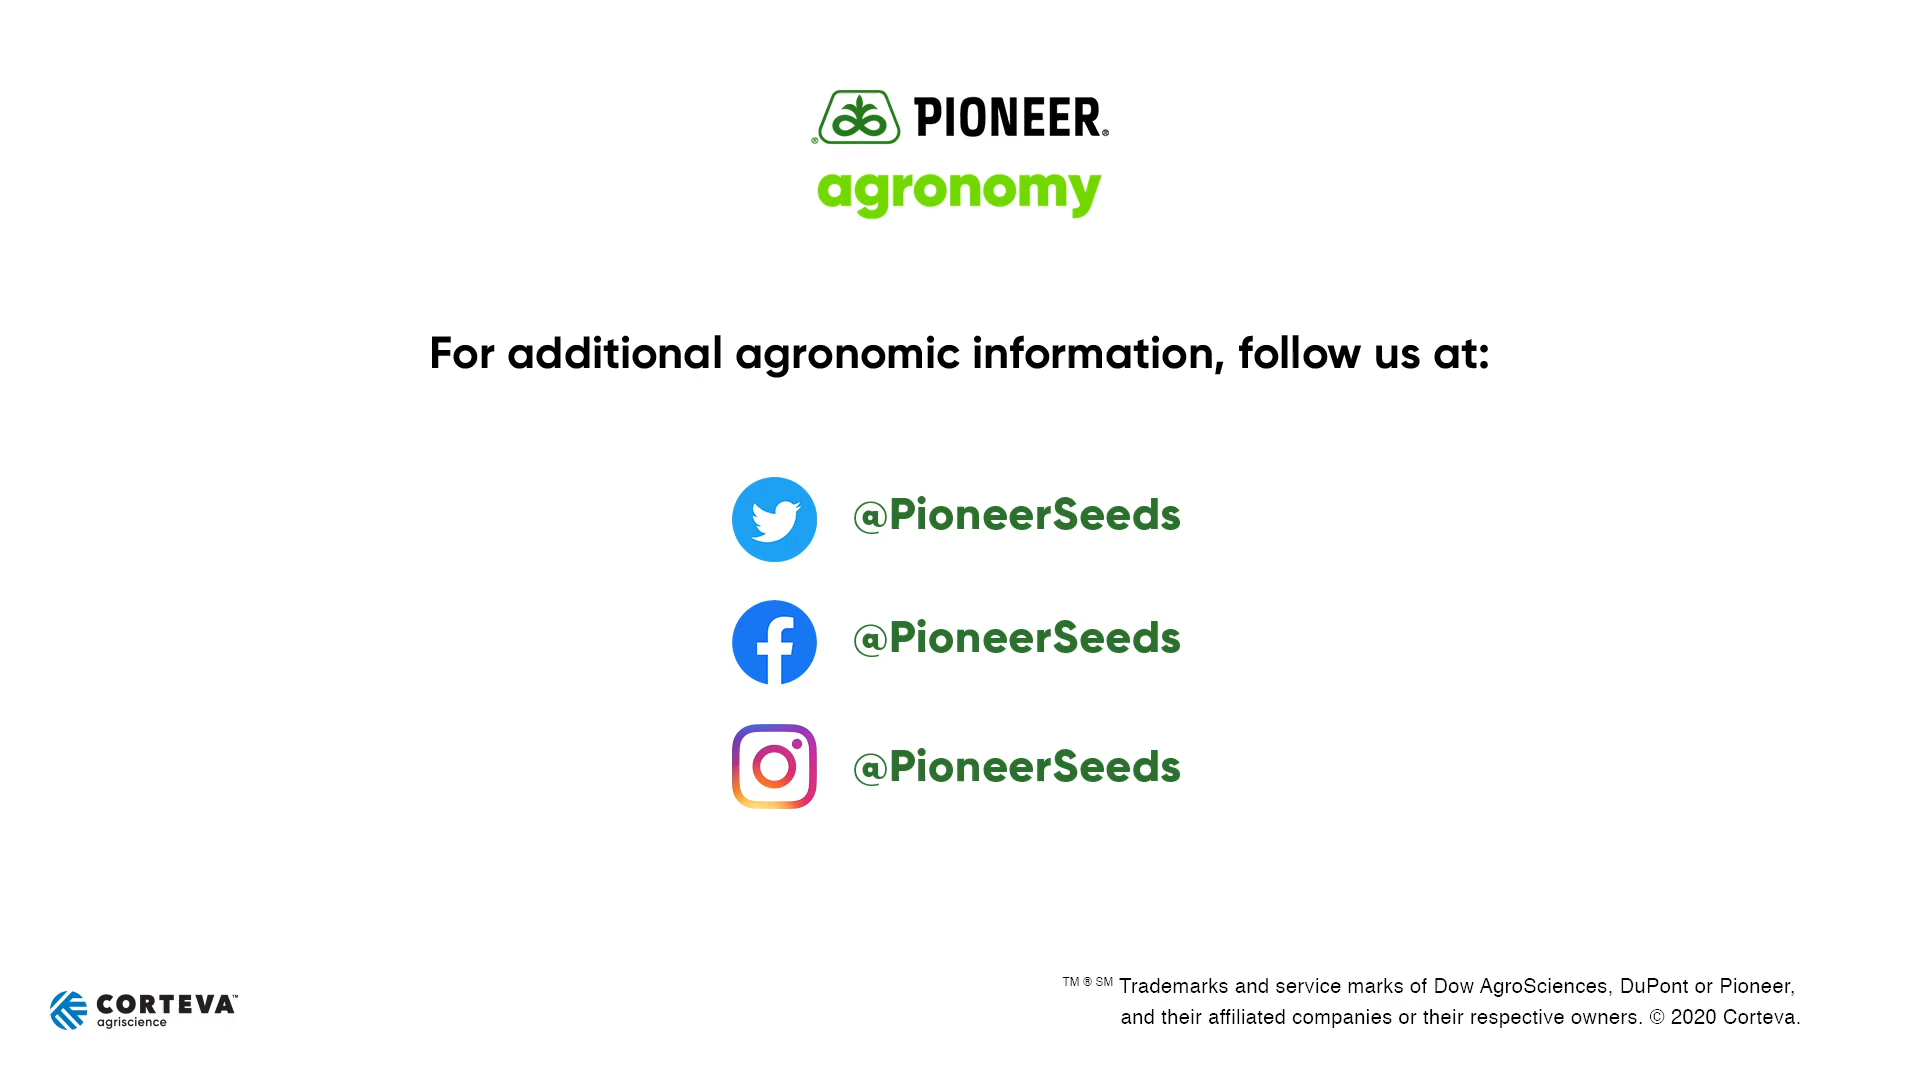 PIONEER®
agronomy
For additional agronomic information, follow us at:
@PioneerSeeds
@PioneerSeeds
@PioneerSeeds
CORTEVA™
agriscience
TM ® SM Trademarks and service marks of Dow AgroSciences, DuPont or Pioneer,
and their affiliated companies or their respective owners. © 2020 Corteva.